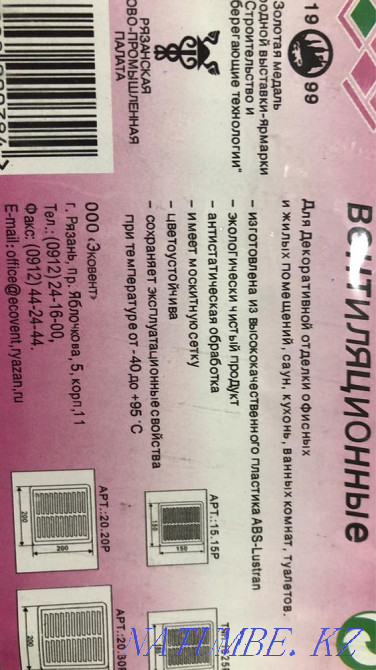 19 99
Золотая медаль
родной выставки-ярмарки
"Строительство и
берегающие технологии"
РЯЗАНСКАЯ
ОВО-ПРОМЫШЛЕННАЯ
ПАЛАТА
ВЕНТИЛЯЦИОННЫЕ
Для Декоративной отделки офисных
и жилых помещений, саун, кухонь, ванных комнат, туалетов.
- изготовлена из высококачественного пластика ABS-Lustran
- экологически чистый продукт
- антистатическая обработка
- имеет москитную сетку
- цветоустойчива
- сохраняет эксплуатационные свойства
при температуре от - 40 до +95 °С
ООО «Эковент»
г. Рязань, пр. Яблочкова, 5, корп,11
Тел.: (0912) 24-16-00,
Факс: (0912) 44-24-44.
E-mail: office@ecovent,ryazan,ru
АРТ.:15.15Р
150
150
АРТ.:20.20Р
200
200
АРТ.:20.30Р
200
NATUMBE.KZ